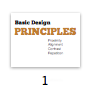 Basic Design
PRINCIPLES
Proximity
Alignment
Contrast
Repetition
1